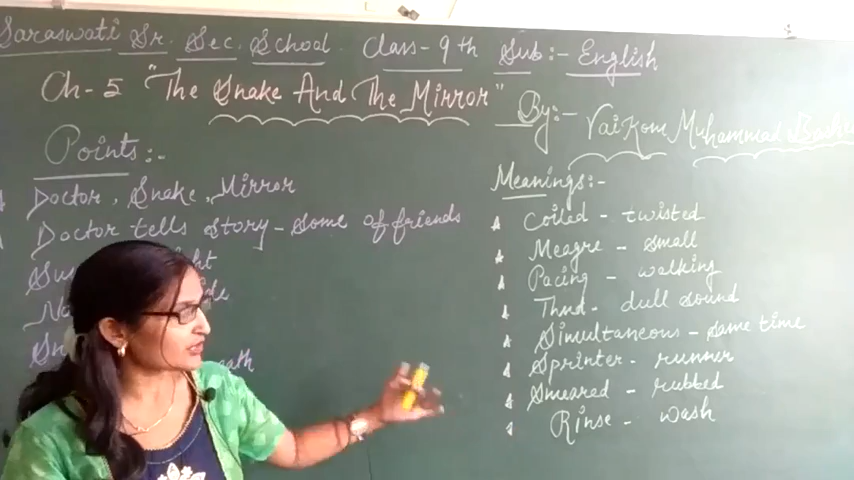 Saraswati Sr. Sec. School Class-9th Sub:- English
Ch-5 "The Snake And The Mirror"
By:- Vaikom Muhammad
Points:-
Doctor, Snake, Mirror
Doctor tells story - some of friends
Meanings:-
Coiled - twisted
Meagre - small
Pacing - walking
Thud - dull sound
Simultaneous - same time
Sprinter - runner
Smeared - rubbed
Rinse - wash